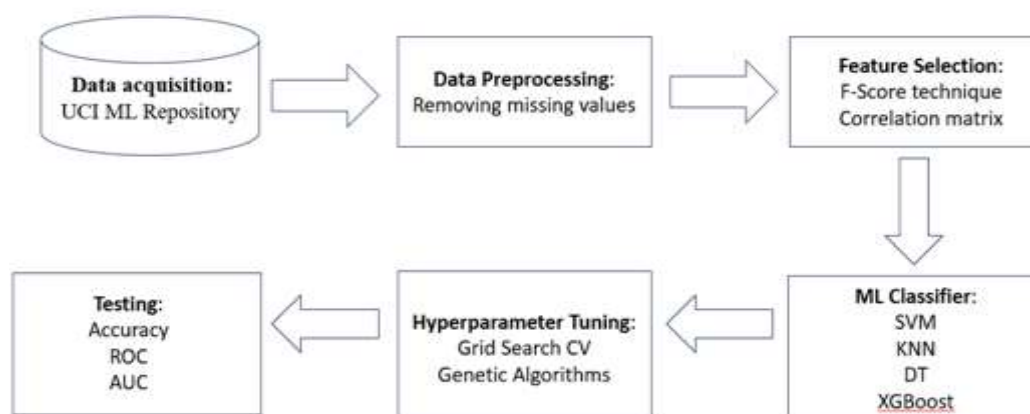 Data acquisition:
UCI ML Repository
Data Preprocessing:
Removing missing values
Feature Selection:
F-Score technique
Correlation matrix
ML Classifier:
SVM
KNN
DT
XGBoost
Hyperparameter Tuning:
Grid Search CV
Genetic Algorithms
Testing:
Accuracy
ROC
AUC